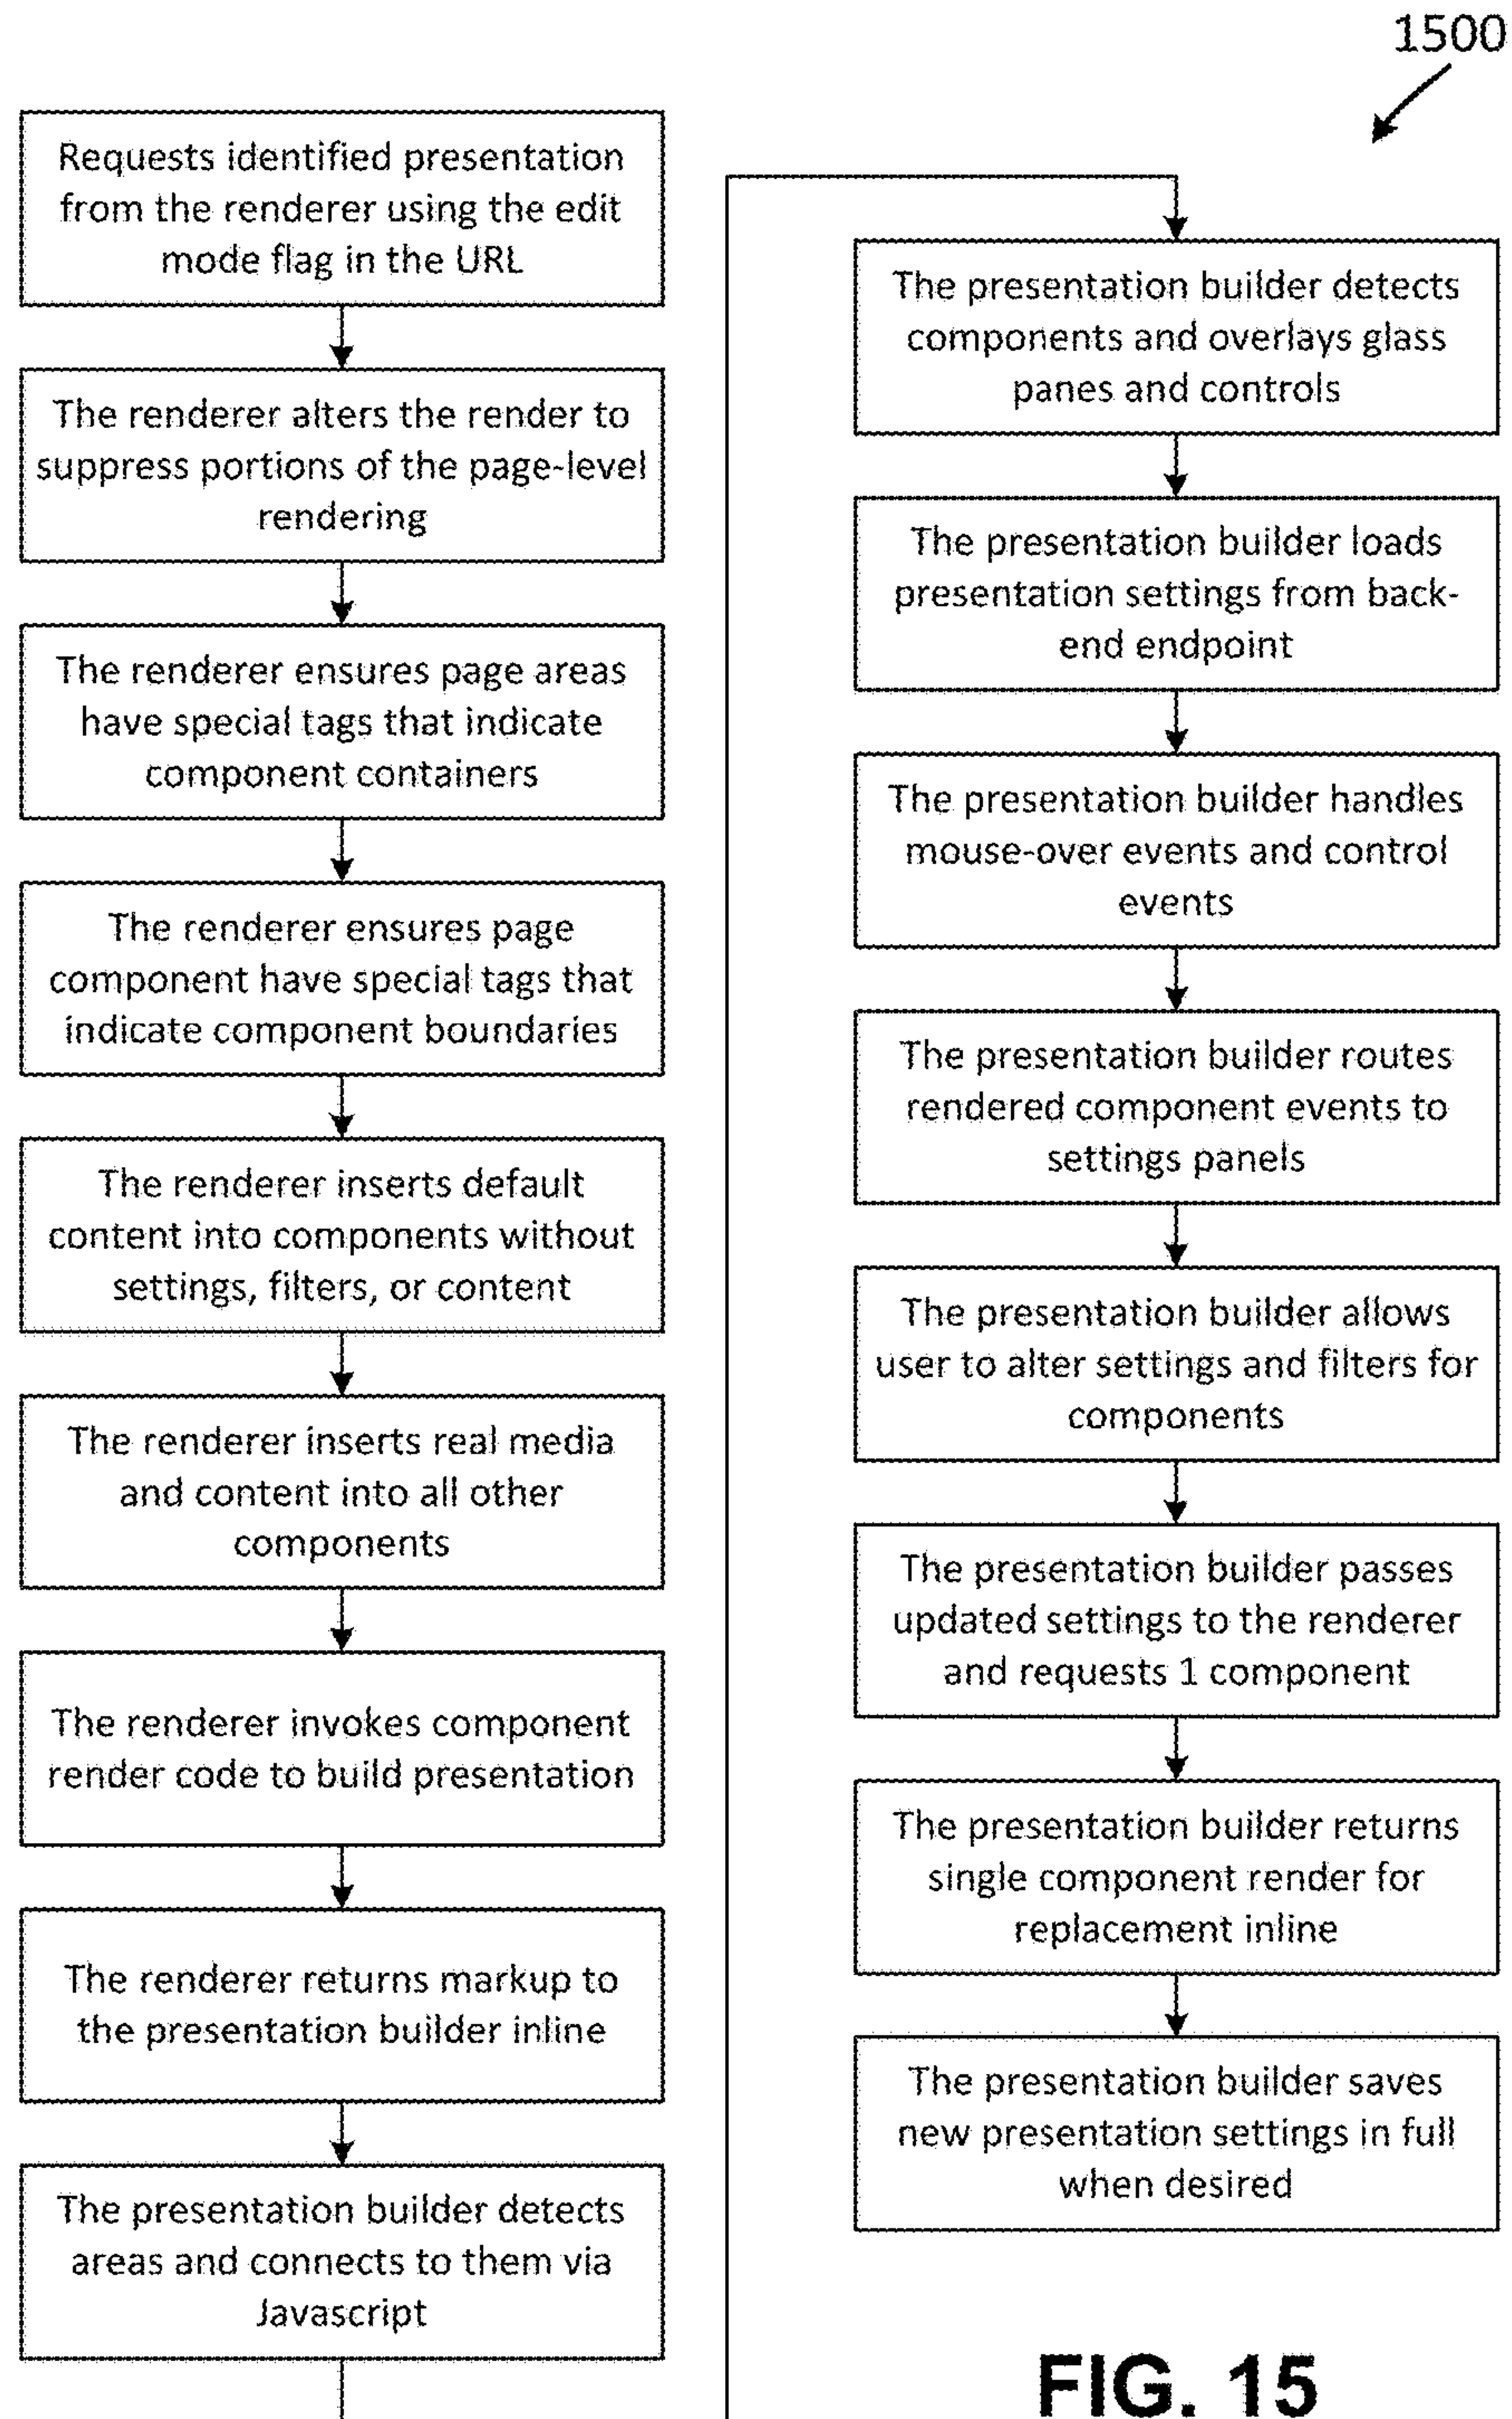 1500
Requests identified presentation
from the renderer using the edit
mode flag in the URL
The renderer alters the render to
suppress portions of the page-level
rendering
The renderer ensures page areas
have special tags that indicate
component containers
The renderer ensures page
component have special tags that
indicate component boundaries
The renderer inserts default
content into components without
settings, filters, or content
The renderer inserts real media
and content into all other
components
The renderer invokes component
render code to build presentation
The renderer returns markup to
the presentation builder inline
The presentation builder detects
areas and connects to them via
Javascript
The presentation builder detects
components and overlays glass
panes and controls
The presentation builder loads
presentation settings from back-
end endpoint
The presentation builder handles
mouse-over events and control
events
The presentation builder routes
rendered component events to
settings panels
The presentation builder allows
user to alter settings and filters for
components
The presentation builder passes
updated settings to the renderer
and requests 1 component
The presentation builder returns
single component render for
replacement inline
The presentation builder saves
new presentation settings in full
when desired
FIG. 15